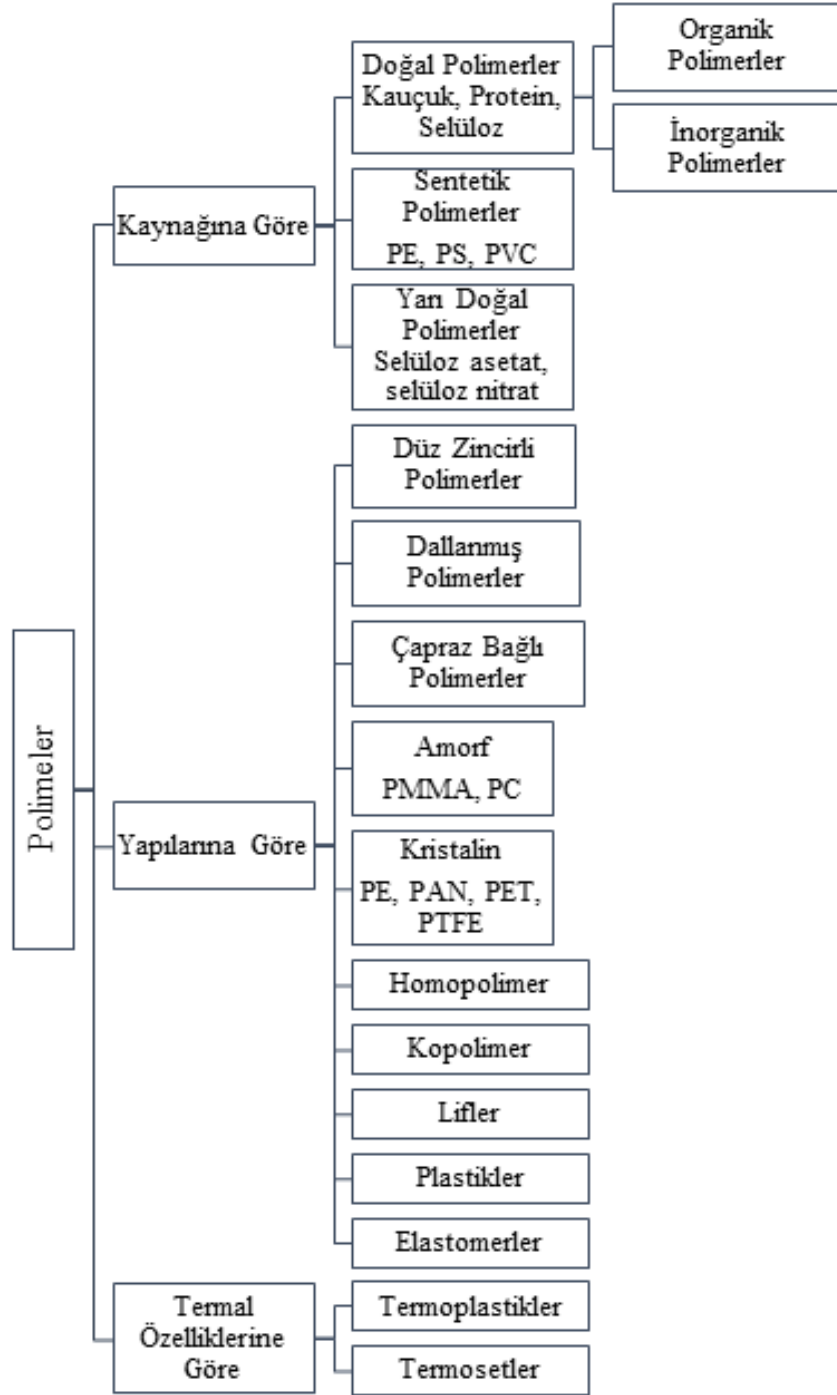 Polimeler
Kaynağına Göre
Doğal Polimerler
Kauçuk, Protein,
Selüloz
Organik
Polimerler
İnorganik
Polimerler
Sentetik
Polimerler
PE, PS, PVC
Yarı Doğal
Polimerler
Selüloz asetat,
selüloz nitrat
Yapılarına Göre
Düz Zincirli
Polimerler
Dallanmış
Polimerler
Çapraz Bağlı
Polimerler
Amorf
PMMA, PC
Kristalin
PE, PAN, PET,
PTFE
Homopolimer
Kopolimer
Lifler
Plastikler
Elastomerler
Termal
Özelliklerine
Göre
Termoplastikler
Termosetler